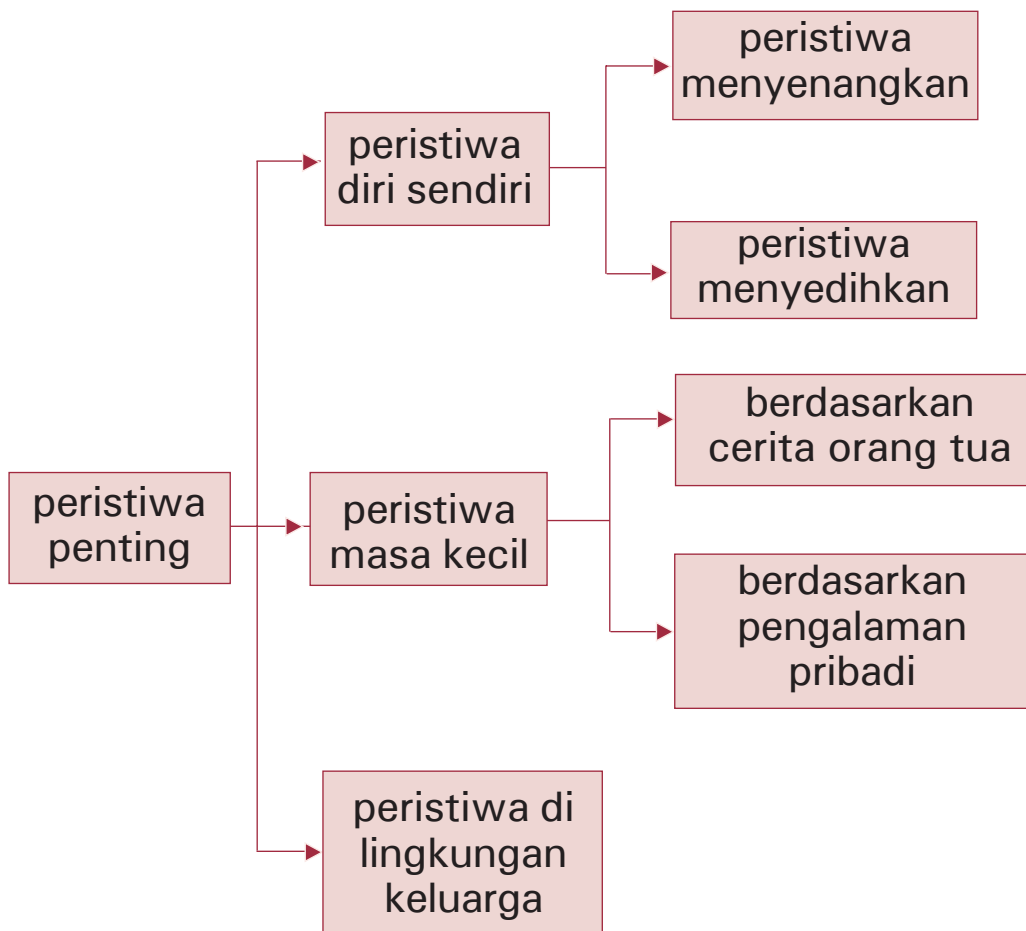 peristiwa
penting
peristiwa
diri sendiri
peristiwa
menyenangkan
peristiwa
menyedihkan
peristiwa
masa kecil
berdasarkan
cerita orang tua
berdasarkan
pengalaman
pribadi
peristiwa di
lingkungan
keluarga